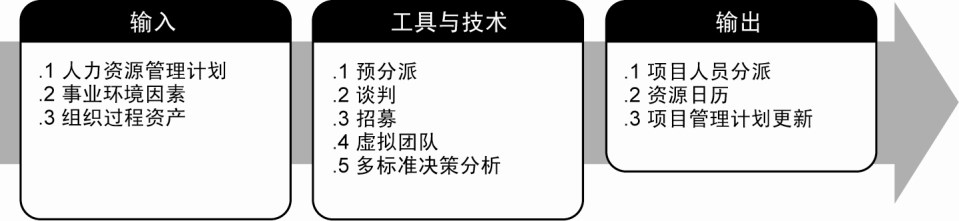 输入
.1 人力资源管理计划
.2 事业环境因素
.3 组织过程资产
工具与技术
.1 预分派
.2 谈判
.3 招募
.4 虚拟团队
.5 多标准决策分析
输出
.1 项目人员分派
.2 资源日历
.3 项目管理计划更新